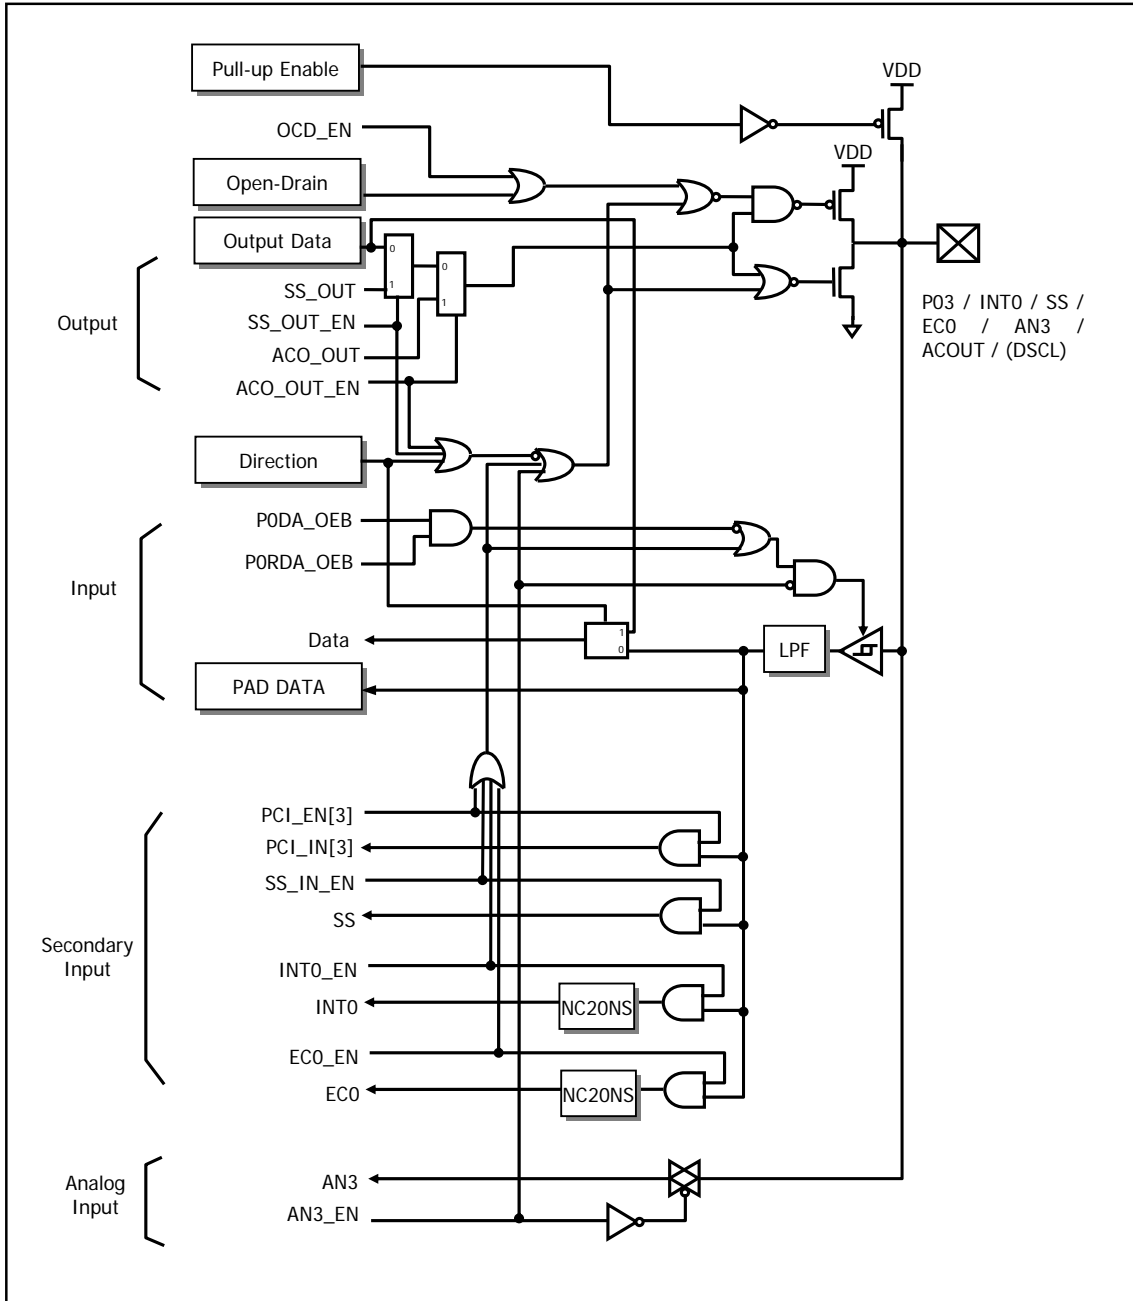 Pull-up Enable
VDD
OCD_EN
VDD
Open-Drain
Output Data
0
SS_OUT
1
0
1
Output
SS_OUT_EN
ACO_OUT
ACO_OUT_EN
P03 / INT0 / SS /
EC0 / AN3 /
ACOUT / (DSCL)
Direction
P0DA_OEB
P0RDA_OEB
Input
Data
1
0
LPF
PAD DATA
PCI_EN[3]
PCI_IN[3]
SS_IN_EN
SS
Secondary
Input
INT0_EN
INT0
NC20NS
EC0_EN
EC0
NC20NS
Analog
Input
AN3
AN3_EN